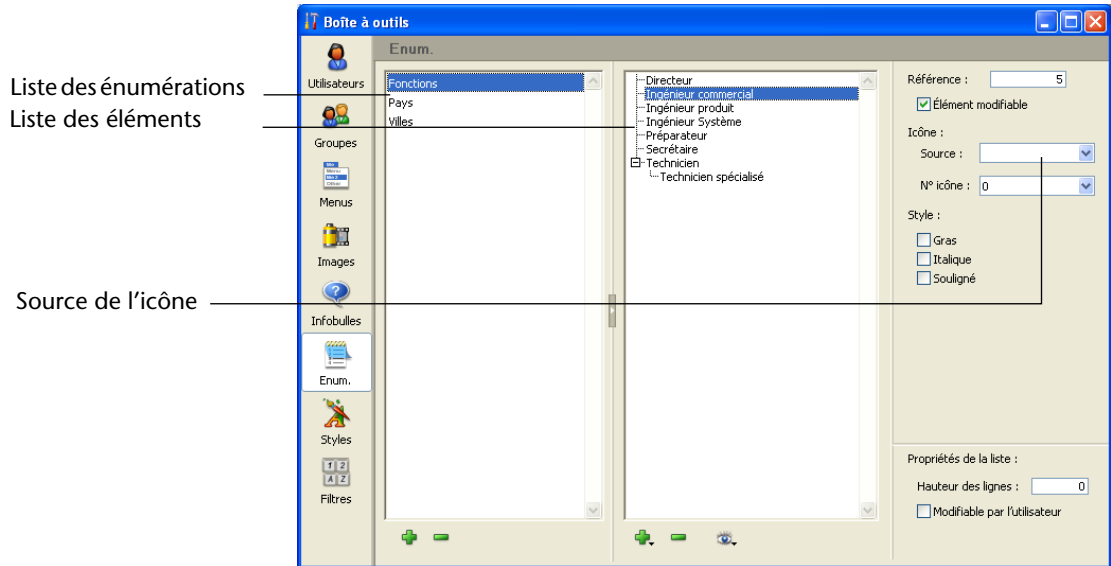 Boîte à outils
Enum.
Utilisateurs
Groupes
Menus
Images
Infobulles
Enum.
Styles
Filtres
Liste des énumérations
Liste des éléments
Source de l'icône
Fonctions
Pays
Villes
Directeur
Ingénieur commercial
Ingénieur produit
Ingénieur Système
Préparateur
Secrétaire
Technicien
Technicien spécialisé
Référence : 5
Élément modifiable
Icône :
Source :
N° icône : 0
Style :
Gras
Italique
Souligné
Propriétés de la liste :
Hauteur des lignes : 0
Modifiable par l'utilisateur